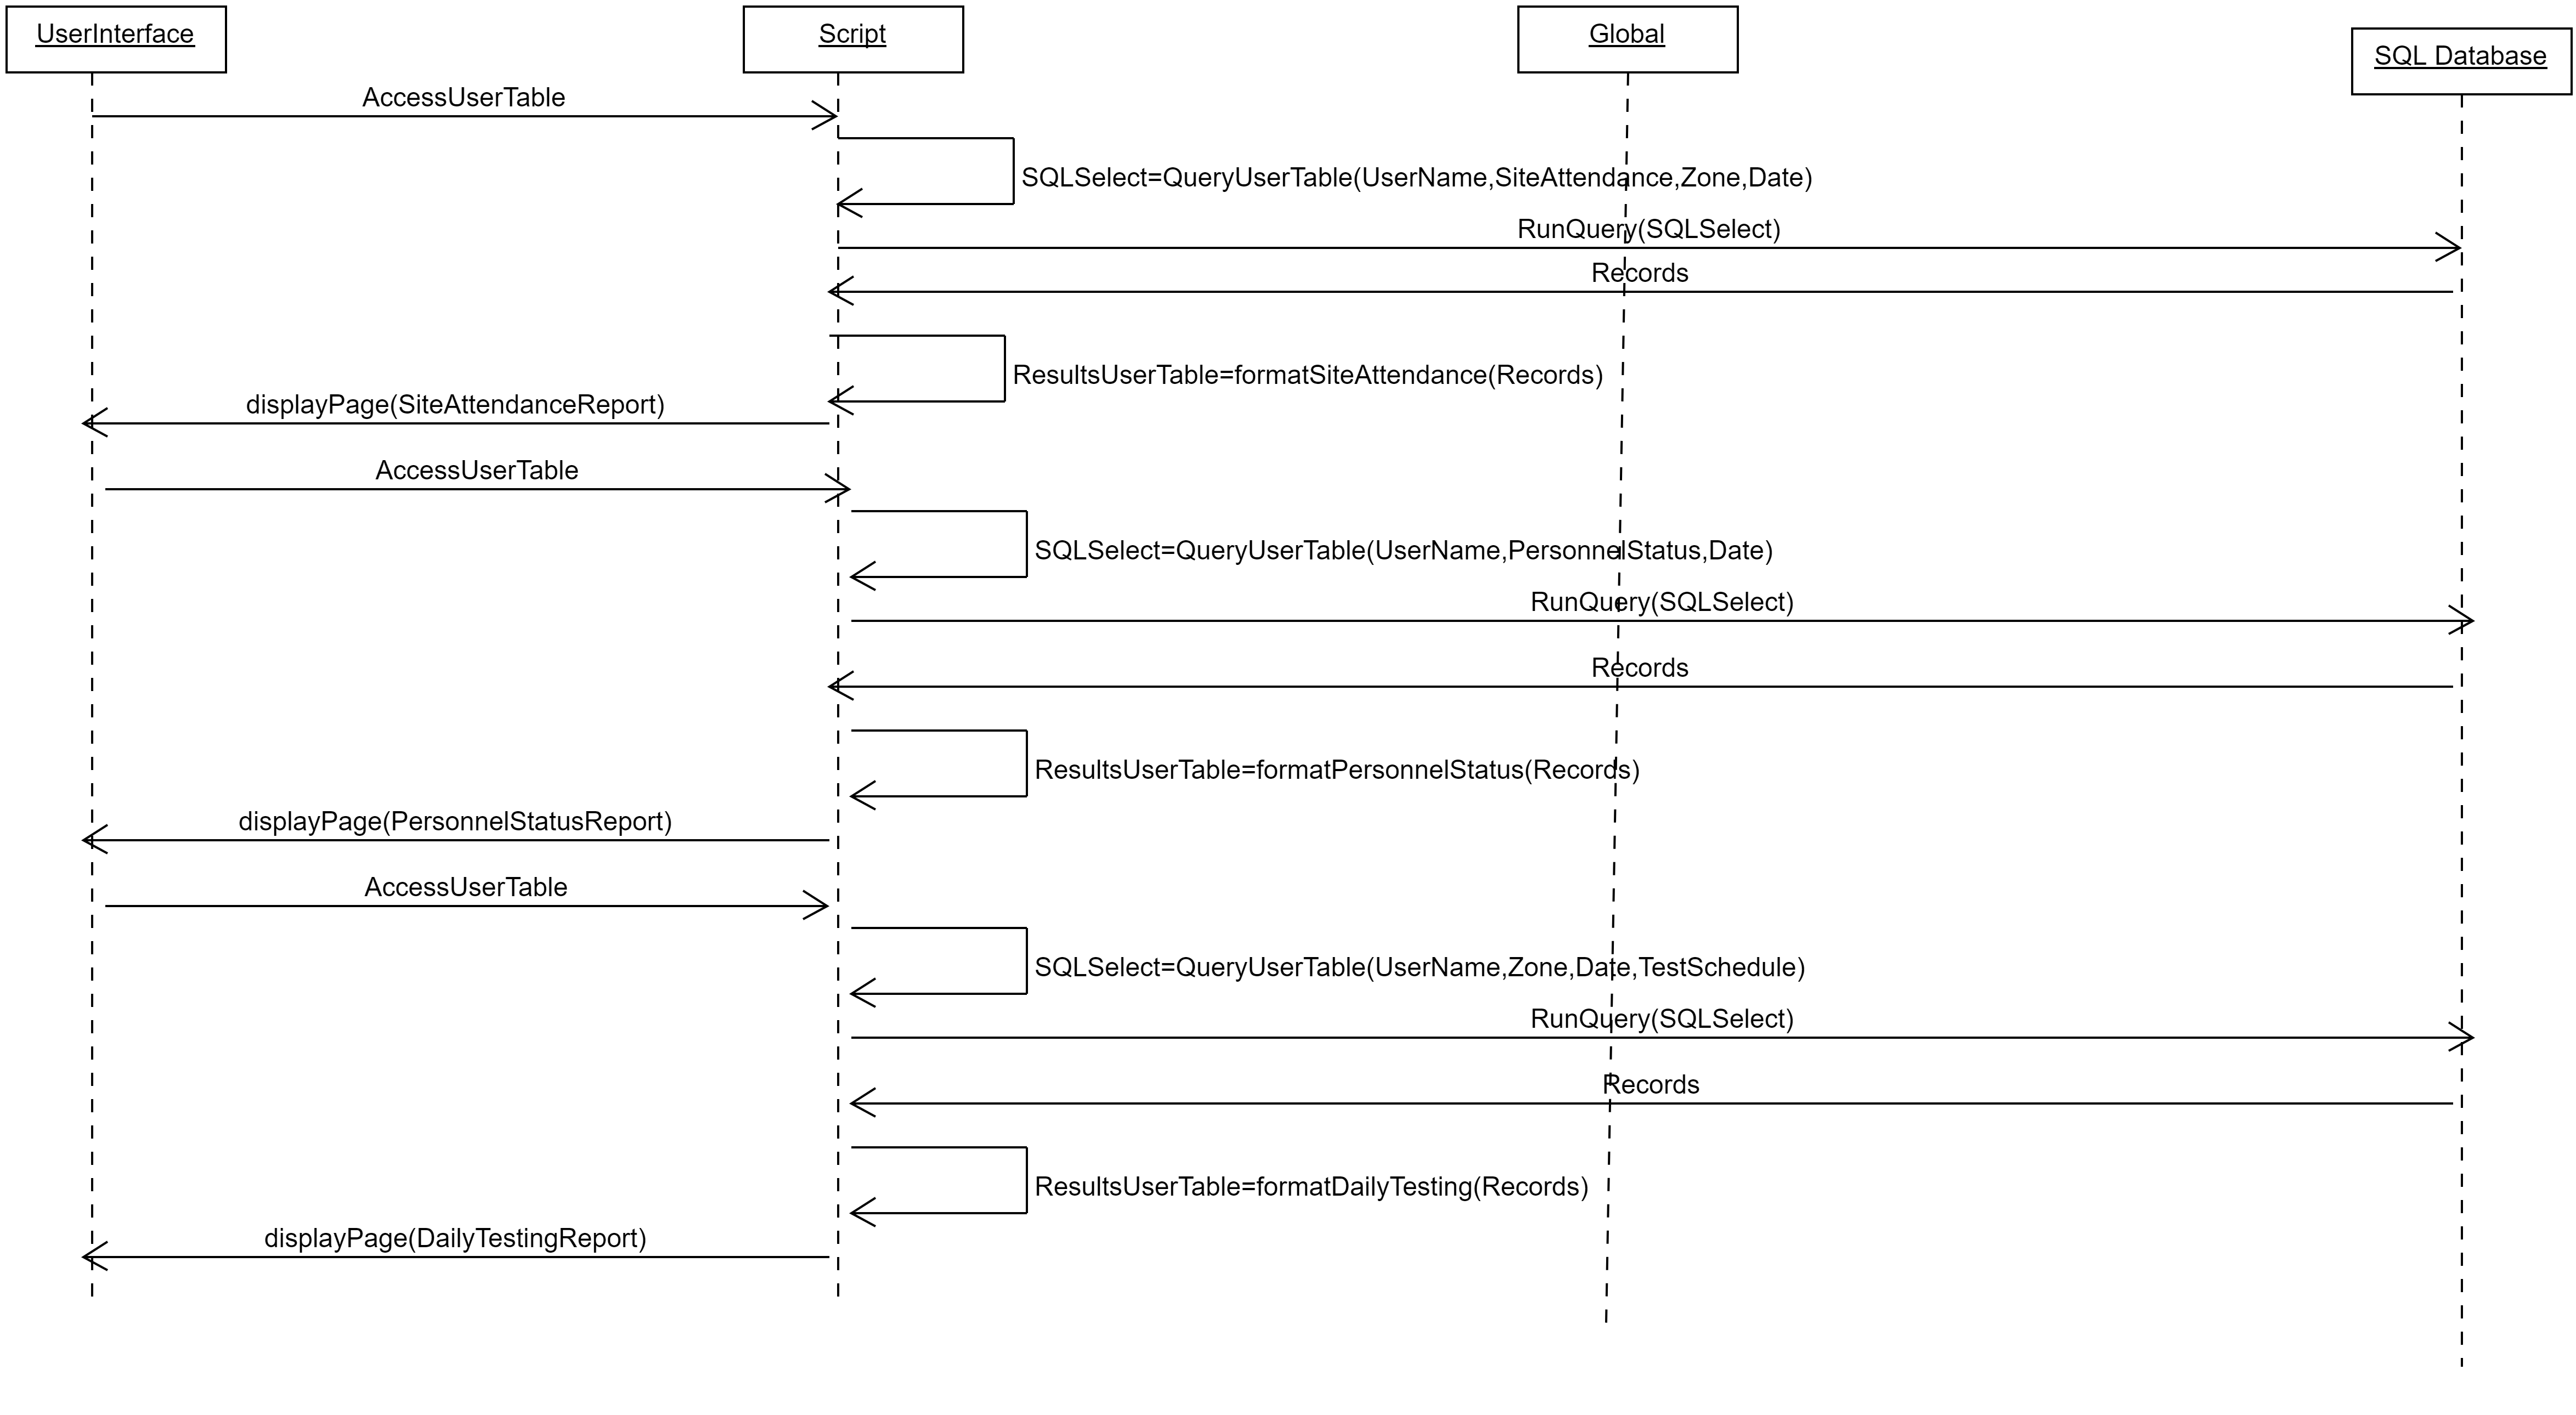 UserInterface
Script
Global
SQL Database
AccessUserTable
SQLSelect=QueryUserTable(UserName,SiteAttendance,Zone,Date)
RunQuery(SQLSelect)
Records
ResultsUserTable=formatSiteAttendance(Records)
displayPage(SiteAttendanceReport)
AccessUserTable
SQLSelect=QueryUserTable(UserName,PersonnelStatus,Date)
RunQuery(SQLSelect)
Records
ResultsUserTable=formatPersonnelStatus(Records)
displayPage(PersonnelStatusReport)
AccessUserTable
SQLSelect=QueryUserTable(UserName,Zone,Date,TestSchedule)
RunQuery(SQLSelect)
Records
ResultsUserTable=formatDailyTesting(Records)
displayPage(DailyTestingReport)